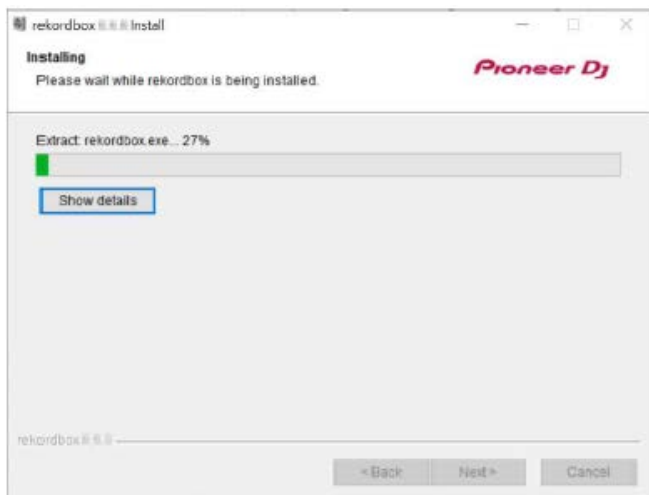 rekordbox Install
Installing
Please wait while rekordbox is being installed.
Pioneer Dj
Extract: rekordbox.exe... 27%
Show details
rekordbox
< Back
Next >
Cancel